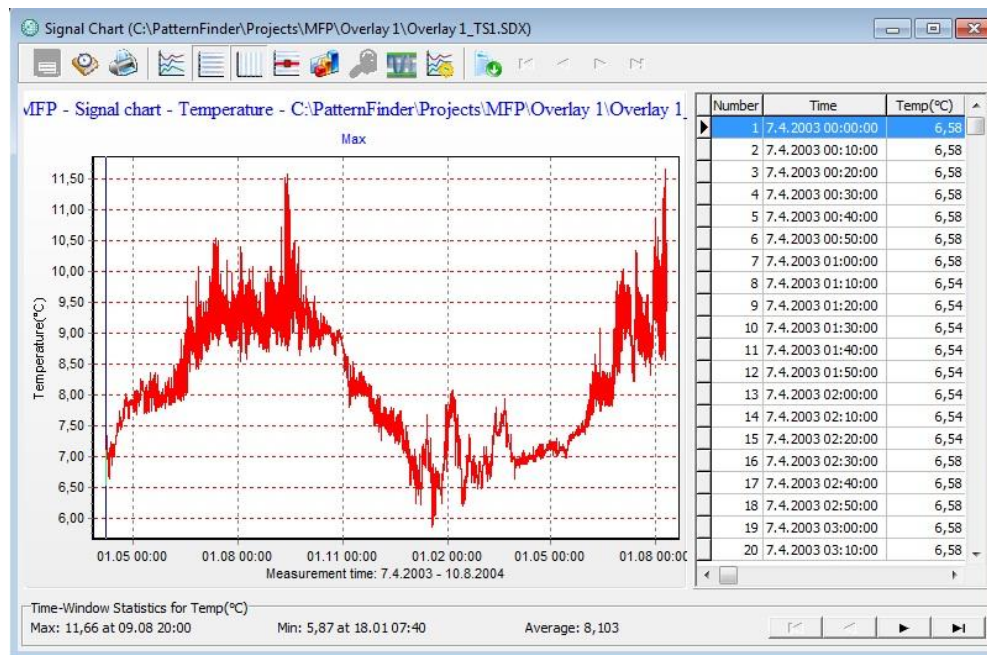 Signal Chart (C:\PatternFinder\Projects\MFP\Overlay 1\Overlay 1_TS1.SDX)
MFP - Signal chart - Temperature - C:\PatternFinder\Projects\MFP\Overlay 1\Overlay 1_
Max
11,50
11,00
10,50
10,00
9,50
9,00
8,50
8,00
7,50
7,00
6,50
6,00
Temperature(°C)
01.05 00:00 01.08 00:00 01.11 00:00 01.02 00:00 01.05 00:00 01.08 00:00
Measurement time: 7.4.2003 - 10.8.2004
Number Time Temp(°C)
1 7.4.2003 00:00:00 6,58
2 7.4.2003 00:10:00 6,58
3 7.4.2003 00:20:00 6,58
4 7.4.2003 00:30:00 6,58
5 7.4.2003 00:40:00 6,58
6 7.4.2003 00:50:00 6,58
7 7.4.2003 01:00:00 6,58
8 7.4.2003 01:10:00 6,54
9 7.4.2003 01:20:00 6,54
10 7.4.2003 01:30:00 6,54
11 7.4.2003 01:40:00 6,54
12 7.4.2003 01:50:00 6,54
13 7.4.2003 02:00:00 6,54
14 7.4.2003 02:10:00 6,54
15 7.4.2003 02:20:00 6,54
16 7.4.2003 02:30:00 6,58
17 7.4.2003 02:40:00 6,58
18 7.4.2003 02:50:00 6,58
19 7.4.2003 03:00:00 6,58
20 7.4.2003 03:10:00 6,58
Time-Window Statistics for Temp(°C)
Max: 11,66 at 09.08 20:00 Min: 5,87 at 18.01 07:40 Average: 8,103